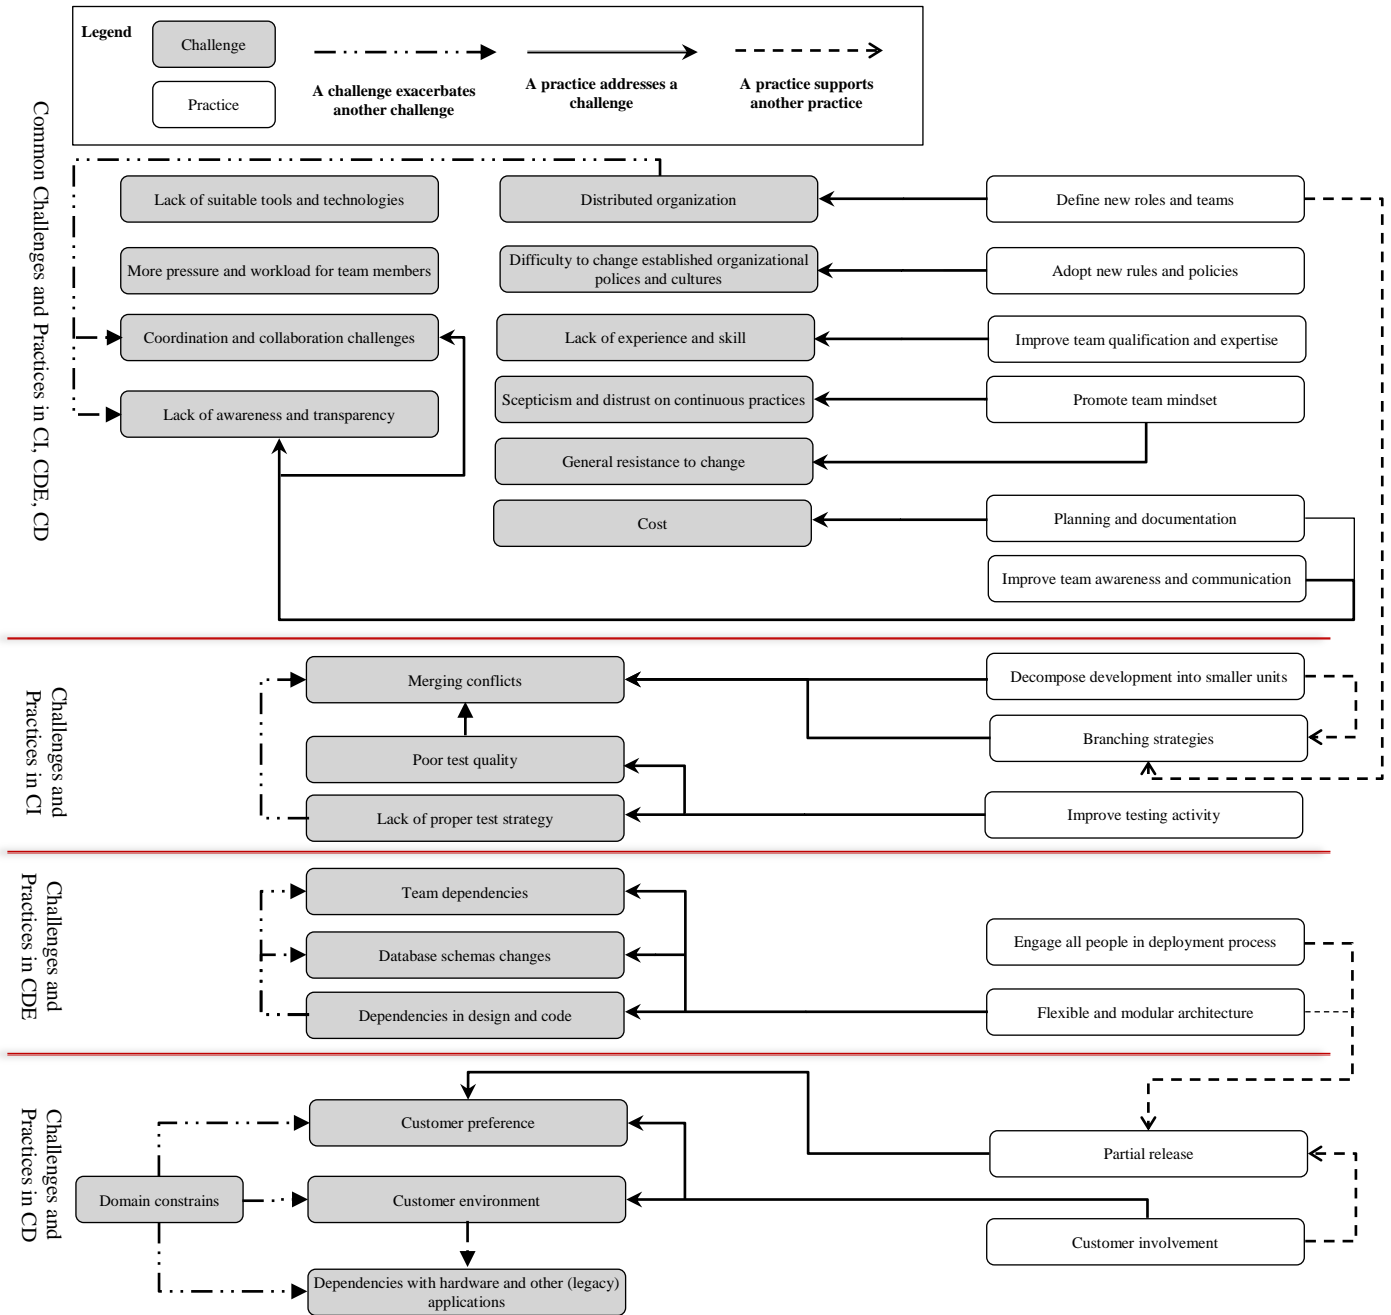 Legend
Challenge
Practice
A challenge exacerbates
another challenge
A practice addresses a
challenge
A practice supports
another practice
Common Challenges and Practices in CI, CDE, CD
Lack of suitable tools and technologies
Distributed organization
Define new roles and teams
More pressure and workload for team members
Difficulty to change established organizational
polices and cultures
Adopt new rules and policies
Coordination and collaboration challenges
Lack of experience and skill
Improve team qualification and expertise
Lack of awareness and transparency
Scepticism and distrust on continuous practices
Promote team mindset
General resistance to change
Cost
Planning and documentation
Improve team awareness and communication
Challenges and
Practices in CI
Merging conflicts
Decompose development into smaller units
Poor test quality
Branching strategies
Lack of proper test strategy
Improve testing activity
Challenges and
Practices in CDE
Team dependencies
Database schemas changes
Engage all people in deployment process
Dependencies in design and code
Flexible and modular architecture
Challenges and
Practices in CD
Customer preference
Partial release
Domain constrains
Customer environment
Customer involvement
Dependencies with hardware and other (legacy)
applications